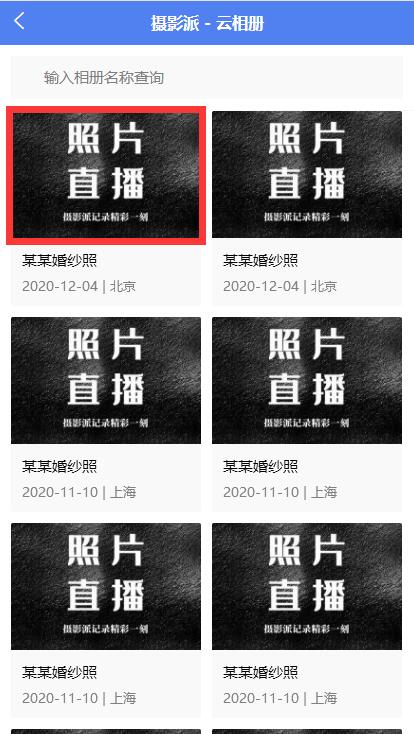 摄影派 - 云相册
输入相册名称查询
照片
直播
摄影派记录精彩一刻
照片
直播
摄影派记录精彩一刻
某某婚纱照
2020-12-04 | 北京
某某婚纱照
2020-12-04 | 北京
照片
直播
摄影派记录精彩一刻
照片
直播
摄影派记录精彩一刻
某某婚纱照
2020-11-10 | 上海
某某婚纱照
2020-11-10 | 上海
照片
直播
摄影派记录精彩一刻
照片
直播
摄影派记录精彩一刻
某某婚纱照
2020-11-10 | 上海
某某婚纱照
2020-11-10 | 上海